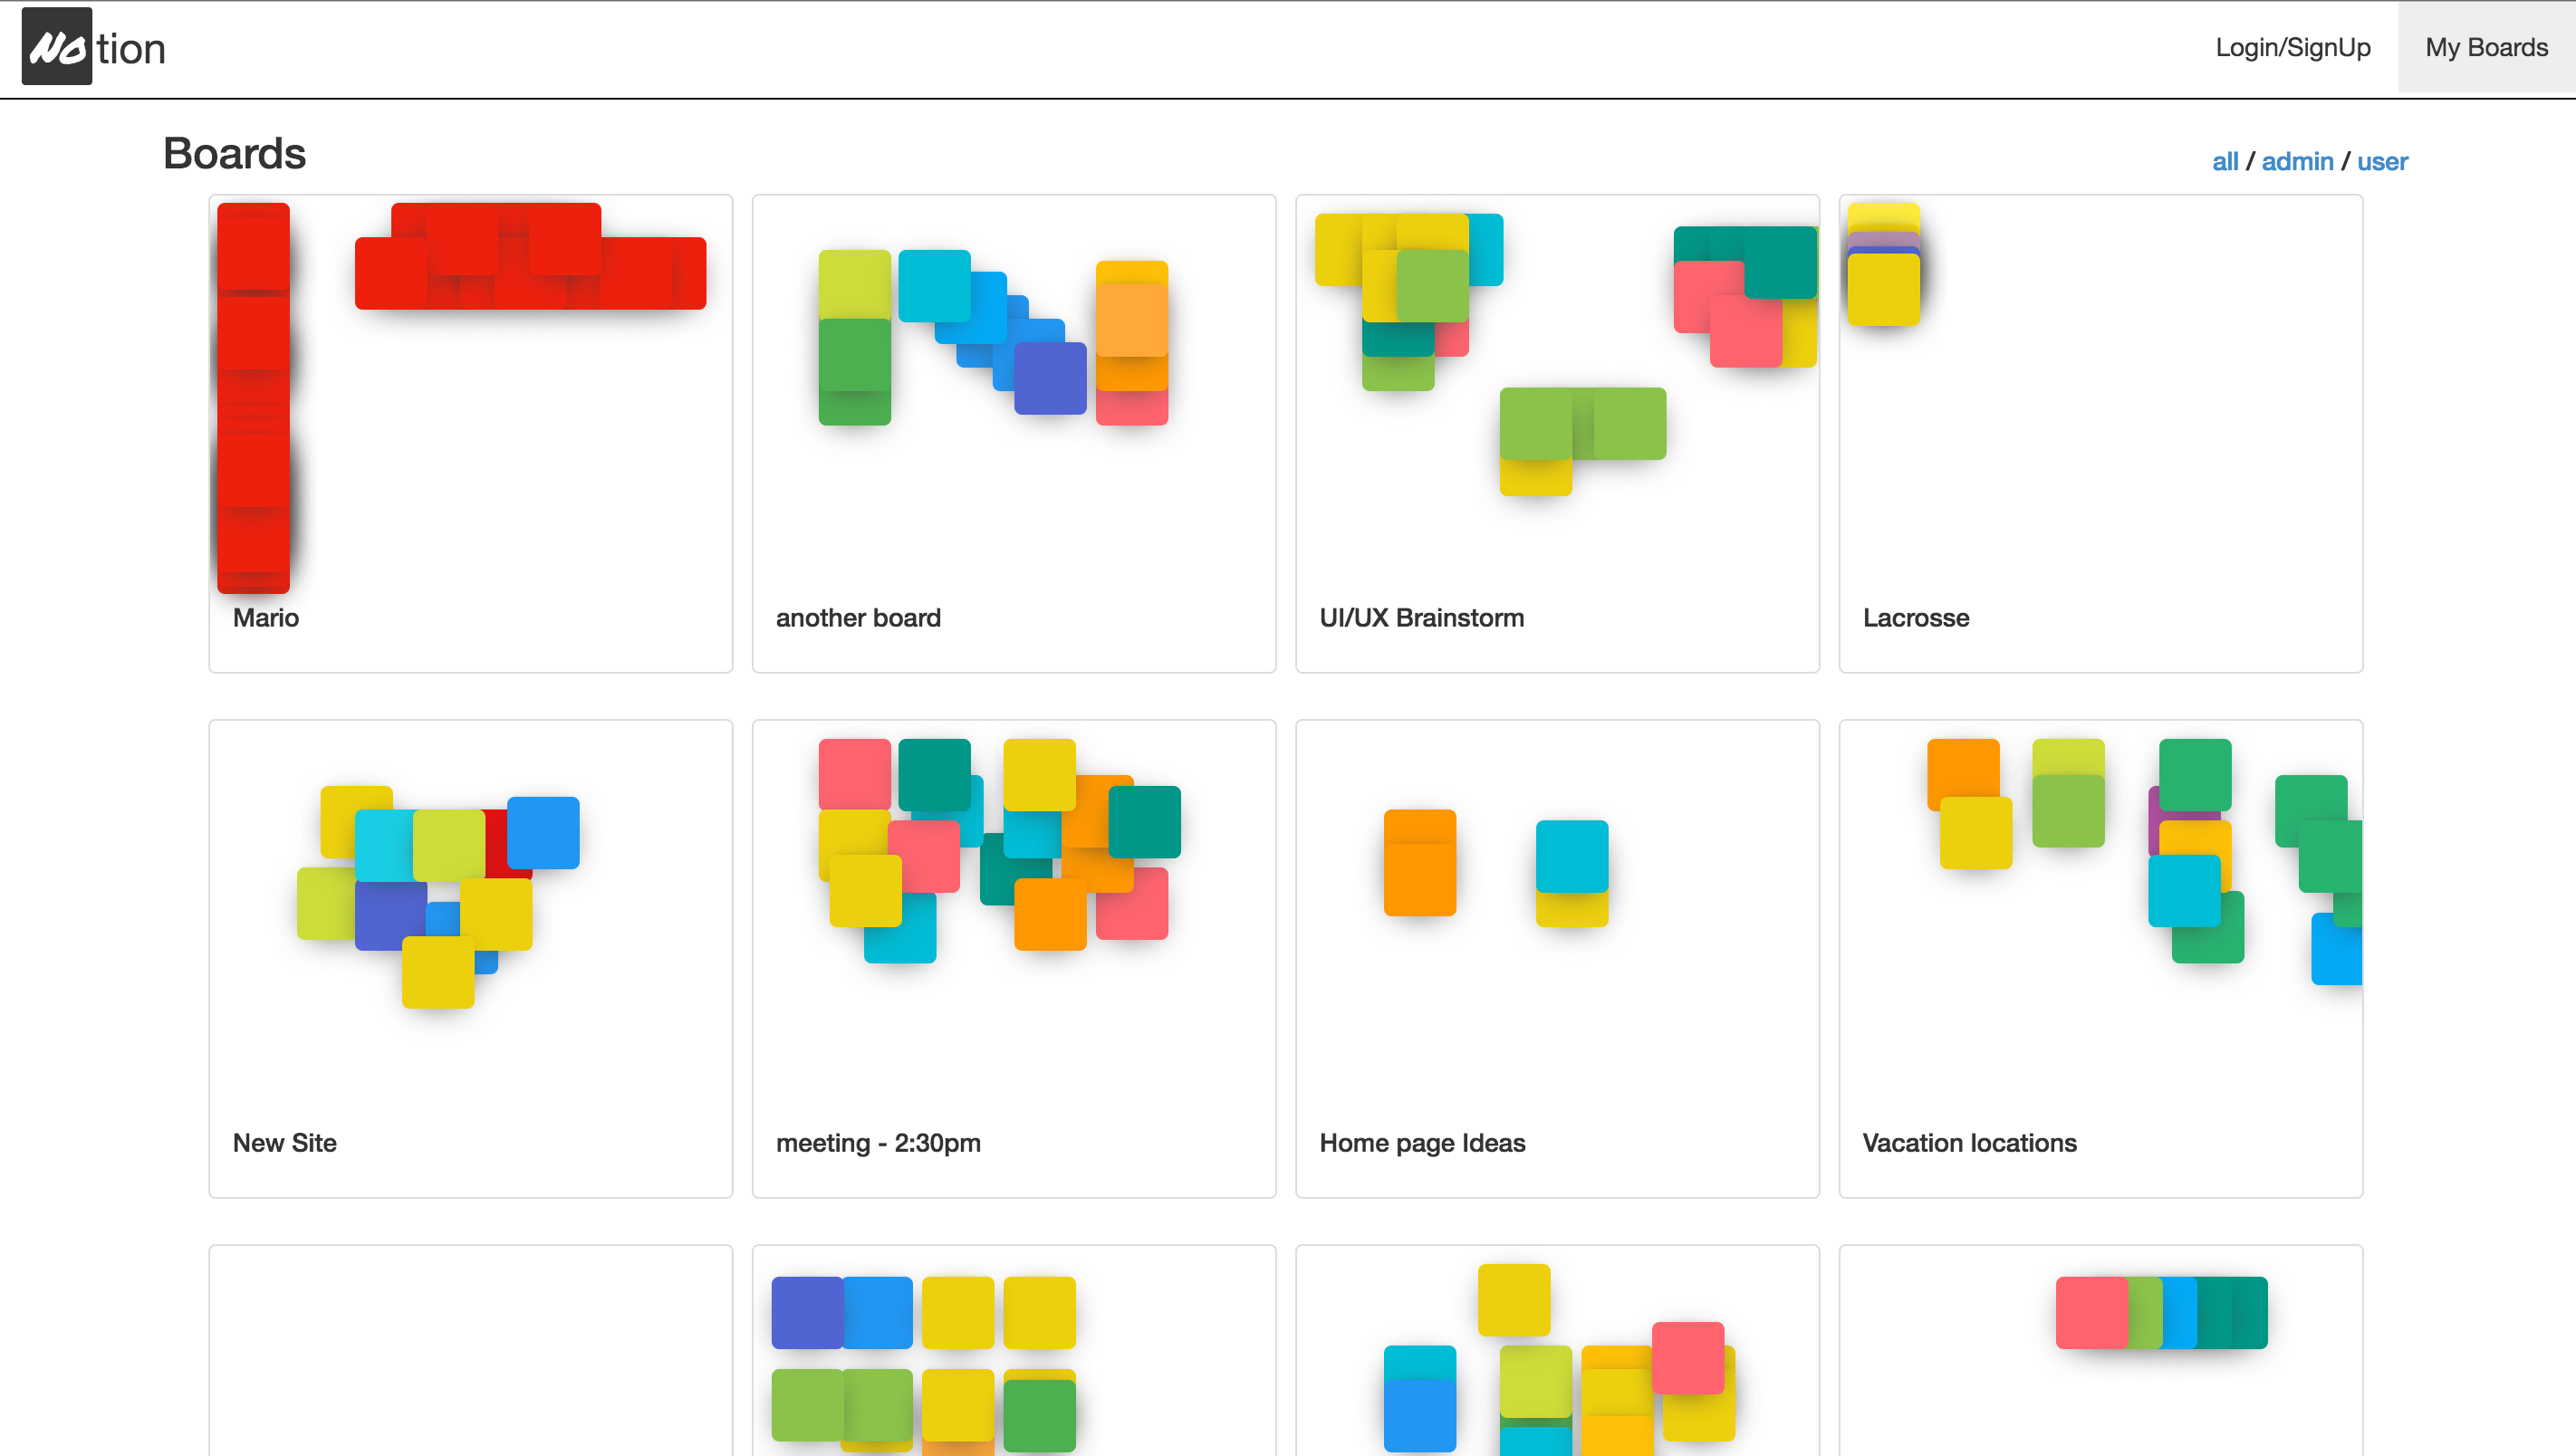 Notion
Login/SignUp
My Boards
Boards
all / admin / user
Mario
another board
UI/UX Brainstorm
Lacrosse
New Site
meeting - 2:30pm
Home page Ideas
Vacation locations